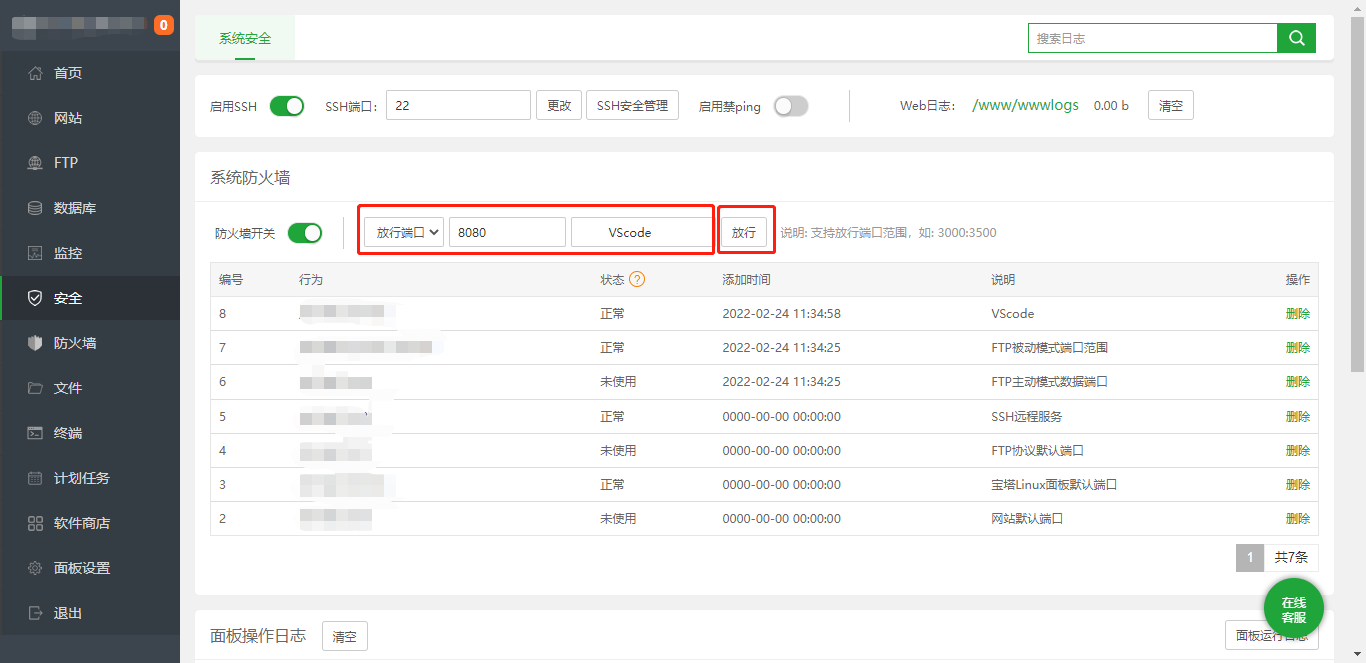 0
首页
网站
FTP
数据库
监控
安全
防火墙
文件
终端
计划任务
软件商店
面板设置
退出
系统安全
搜索日志
启用SSH SSH端口: 22 更改 SSH安全管理 启用禁ping Web日志: /www/wwwlogs 0.00 b 清空
系统防火墙
防火墙开关 放行端口 8080 VScode 放行 说明: 支持放行端口范围，如: 3000:3500
编号 行为 状态 ? 添加时间 说明 操作
8 正常 2022-02-24 11:34:58 VScode 删除
7 正常 2022-02-24 11:34:25 FTP被动模式端口范围 删除
6 未使用 2022-02-24 11:34:25 FTP主动模式数据端口 删除
5 正常 0000-00-00 00:00:00 SSH远程服务 删除
4 未使用 0000-00-00 00:00:00 FTP协议默认端口 删除
3 正常 0000-00-00 00:00:00 宝塔Linux面板默认端口 删除
2 未使用 0000-00-00 00:00:00 网站默认端口 删除
1 共7条
在线
客服
面板操作日志 清空 面板运行日志